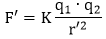 F′ = K q₁ · q₂ / r′²